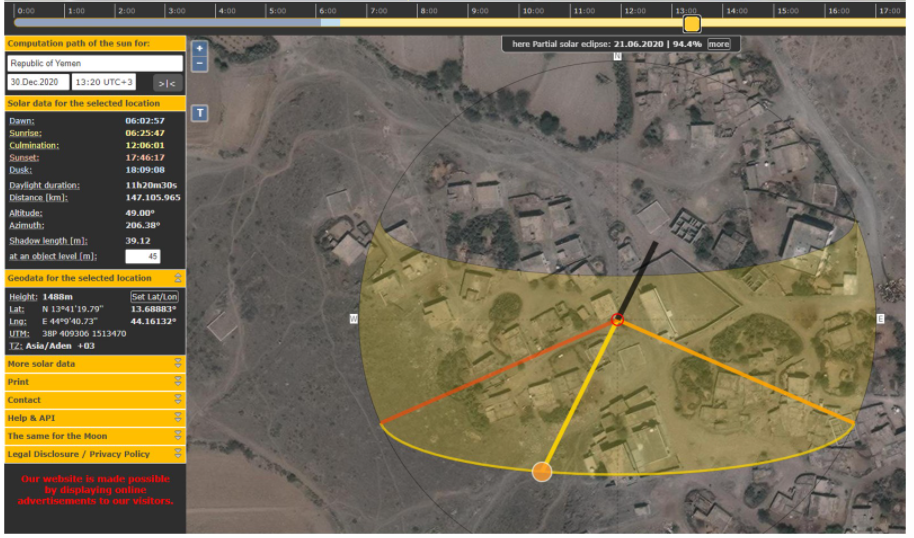 0:00 1:00 2:00 3:00 4:00 5:00 6:00 7:00 8:00 9:00 10:00 11:00 12:00 13:00 14:00 15:00 16:00 17:00
Computation path of the sun for:
Republic of Yemen
30.Dec.2020 13:20 UTC+3 >|<
Solar data for the selected location
Dawn: 06:02:57
Sunrise: 06:25:47
Culmination: 12:06:01
Sunset: 17:46:17
Dusk: 18:09:08
Daylight duration: 11h20m30s
Distance [km]: 147.105.965
Altitude: 49.00°
Azimuth: 206.38°
Shadow length [m]: 39.12
at an object level [m]: 45
Geodata for the selected location
Height: 1488m Set Lat/Lon
Lat: N 13°41'19.79" 13.68883°
Lng: E 44°9'40.73" 44.16132°
UTM: 38P 409306 1513470
TZ: Asia/Aden +03
More solar data
Print
Contact
Help & API
The same for the Moon
Legal Disclosure / Privacy Policy
Our website is made possible
by displaying online
advertisements to our visitors.
+
−
T
here Partial solar eclipse: 21.06.2020 | 94.4% more
N
W
E